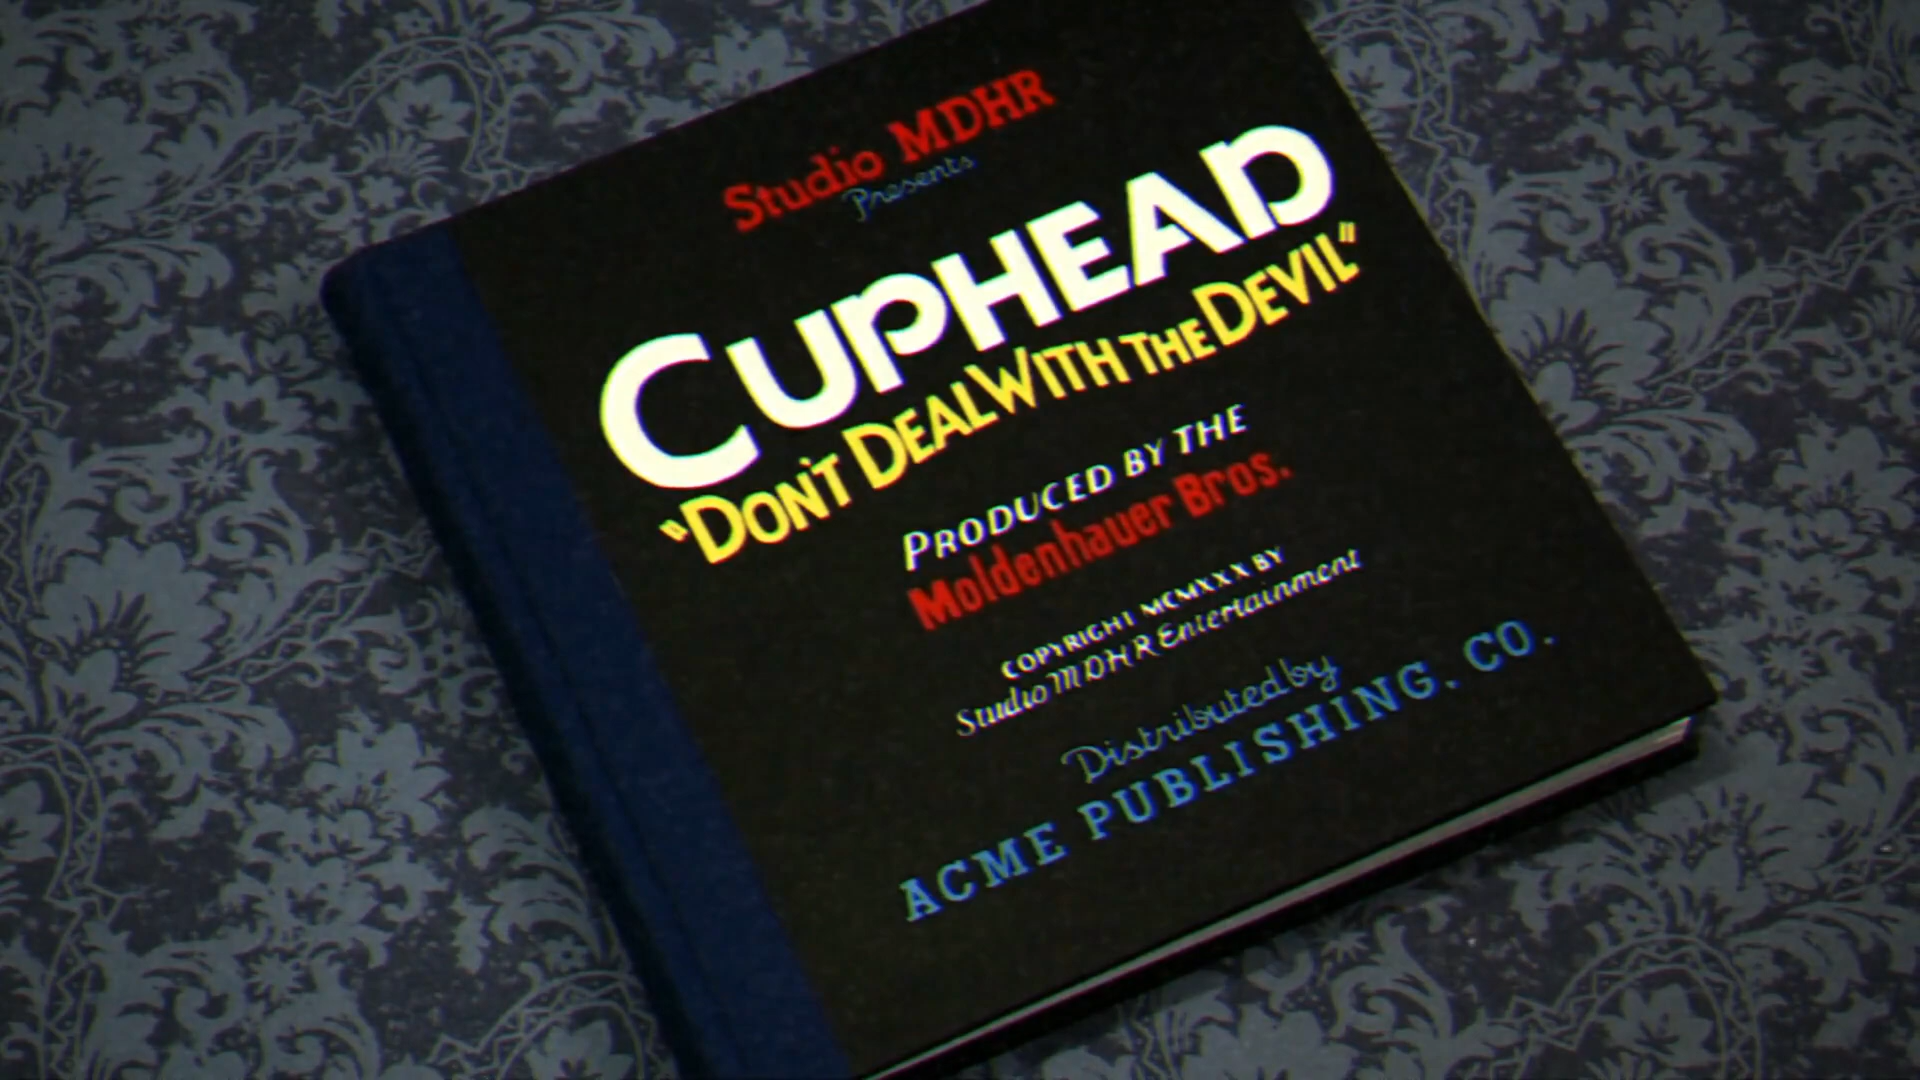 Studio MDHR
Presents
CUPHEAD
"DON'T DEAL WITH THE DEVIL"
PRODUCED BY THE
Moldenhauer Bros.
COPYRIGHT MCMXXX BY
Studio MDHR Entertainment
Distributed by
ACME PUBLISHING. CO.